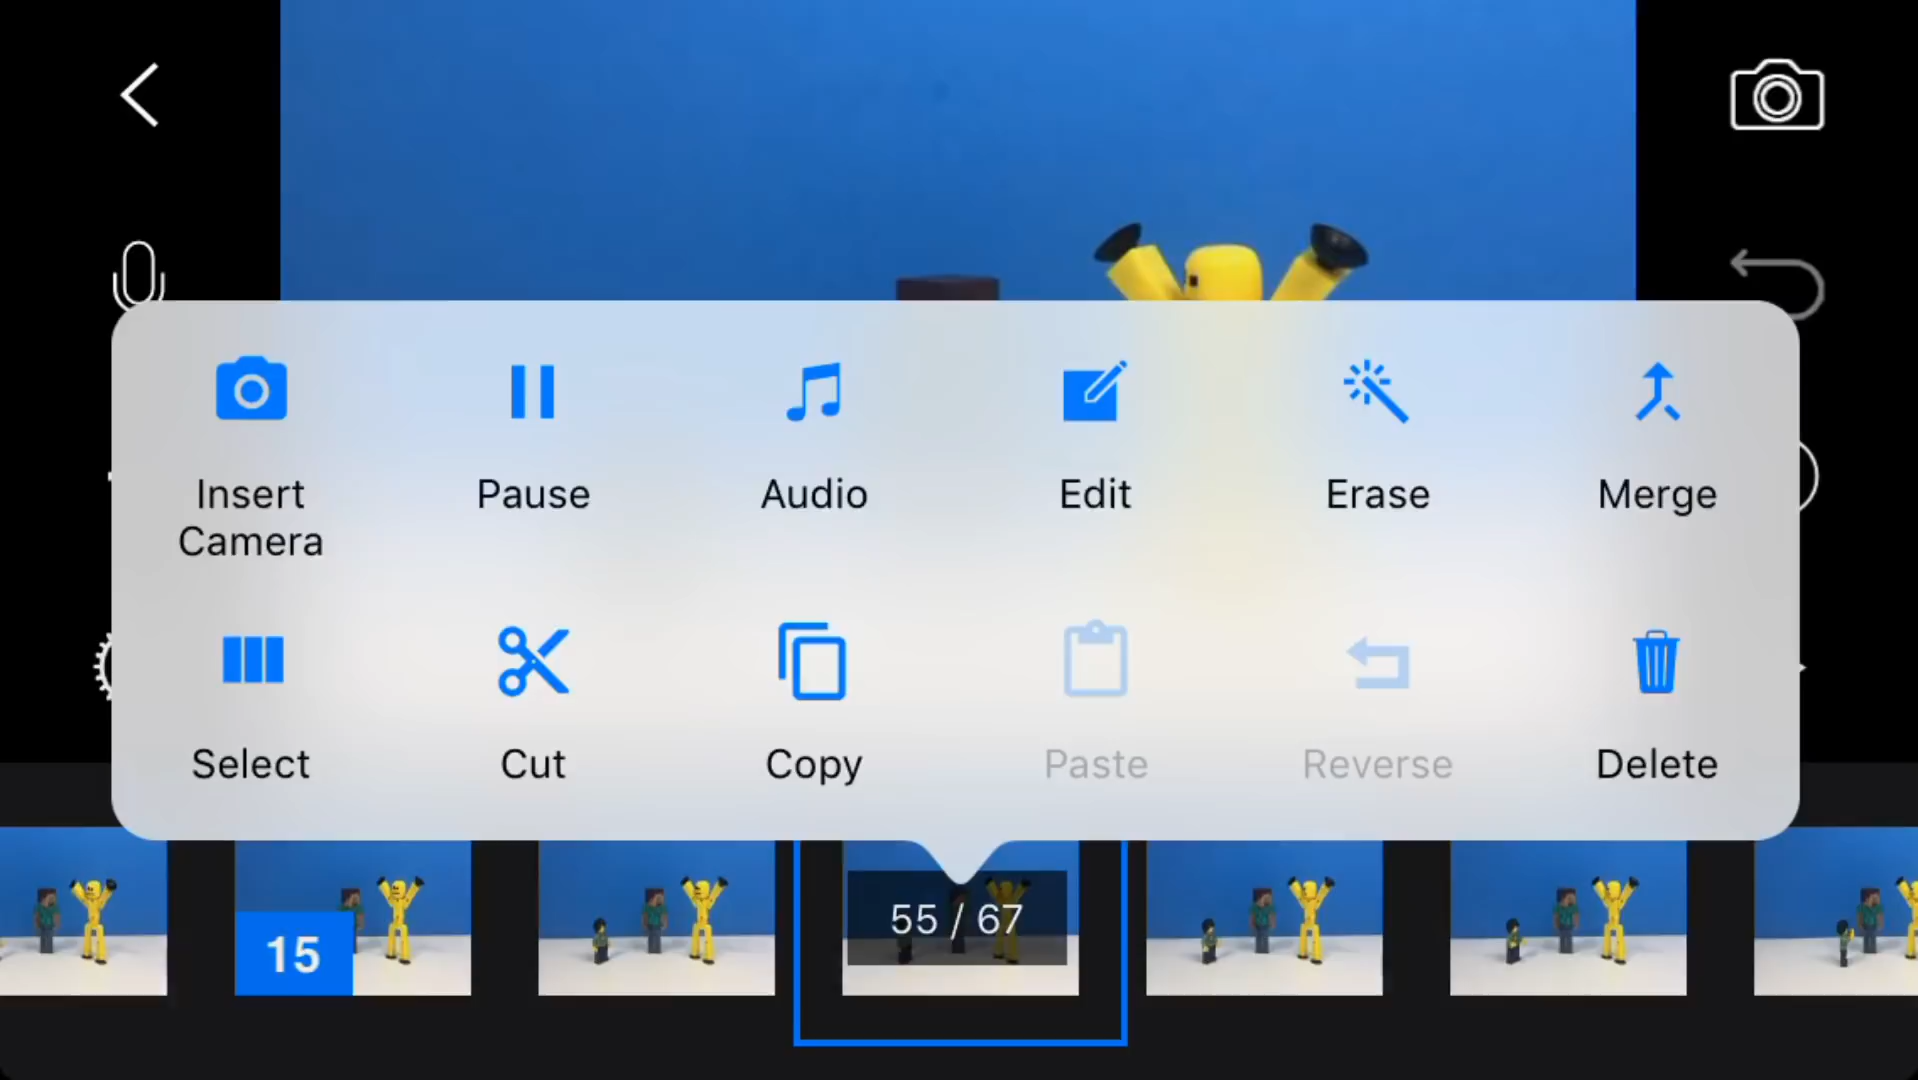 Insert
Camera
Pause
Audio
Edit
Erase
Merge
Select
Cut
Copy
Paste
Reverse
Delete
15
55 / 67